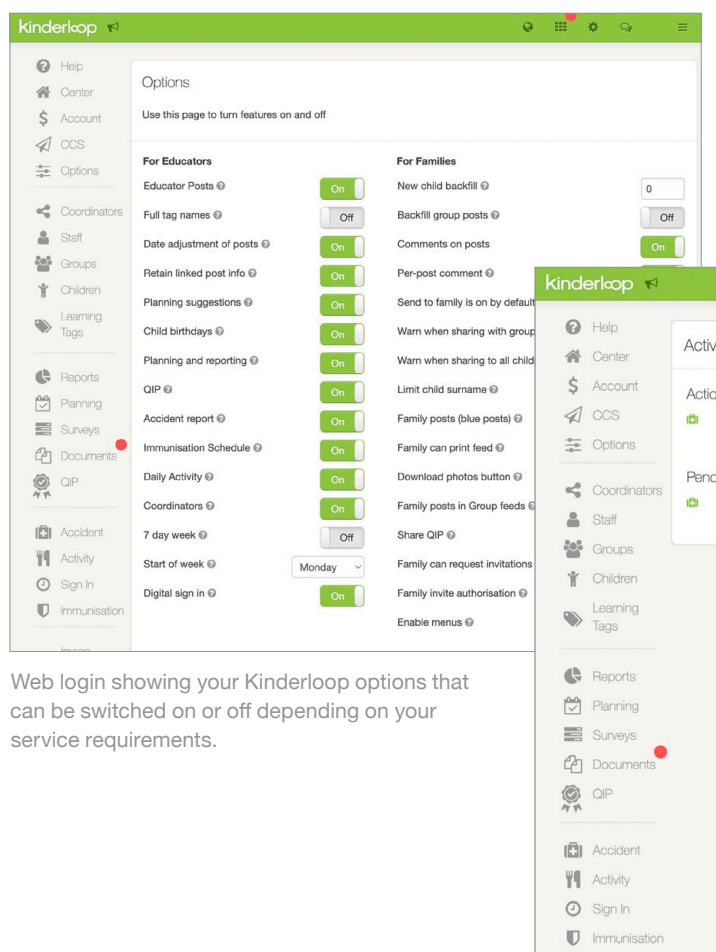 kinderloop
Help
Center
Account
CCS
Options
Coordinators
Staff
Groups
Children
Learning
Tags
Reports
Planning
Surveys
Documents
QIP
Accident
Activity
Sign In
Immunisation
Options
Use this page to turn features on and off
For Educators
Educator Posts On
Full tag names Off
Date adjustment of posts On
Retain linked post info On
Planning suggestions On
Child birthdays On
Planning and reporting On
QIP On
Accident report On
Immunisation Schedule On
Daily Activity On
Coordinators On
7 day week Off
Start of week Monday
Digital sign in On
For Families
New child backfill 0
Backfill group posts Off
Comments on posts On
Per-post comment
Send to family is on by default
Warn when sharing with group
Warn when sharing to all child
Limit child surname
Family posts (blue posts)
Family can print feed
Download photos button
Family posts in Group feeds
Share QIP
Family can request invitations
Family invite authorisation
Enable menus
Web login showing your Kinderloop options that
can be switched on or off depending on your
service requirements.
kinderloop
Help
Center
Account
CCS
Options
Coordinators
Staff
Groups
Children
Learning
Tags
Reports
Planning
Surveys
Documents
QIP
Accident
Activity
Sign In
Immunisation
Activ
Actio
Pend